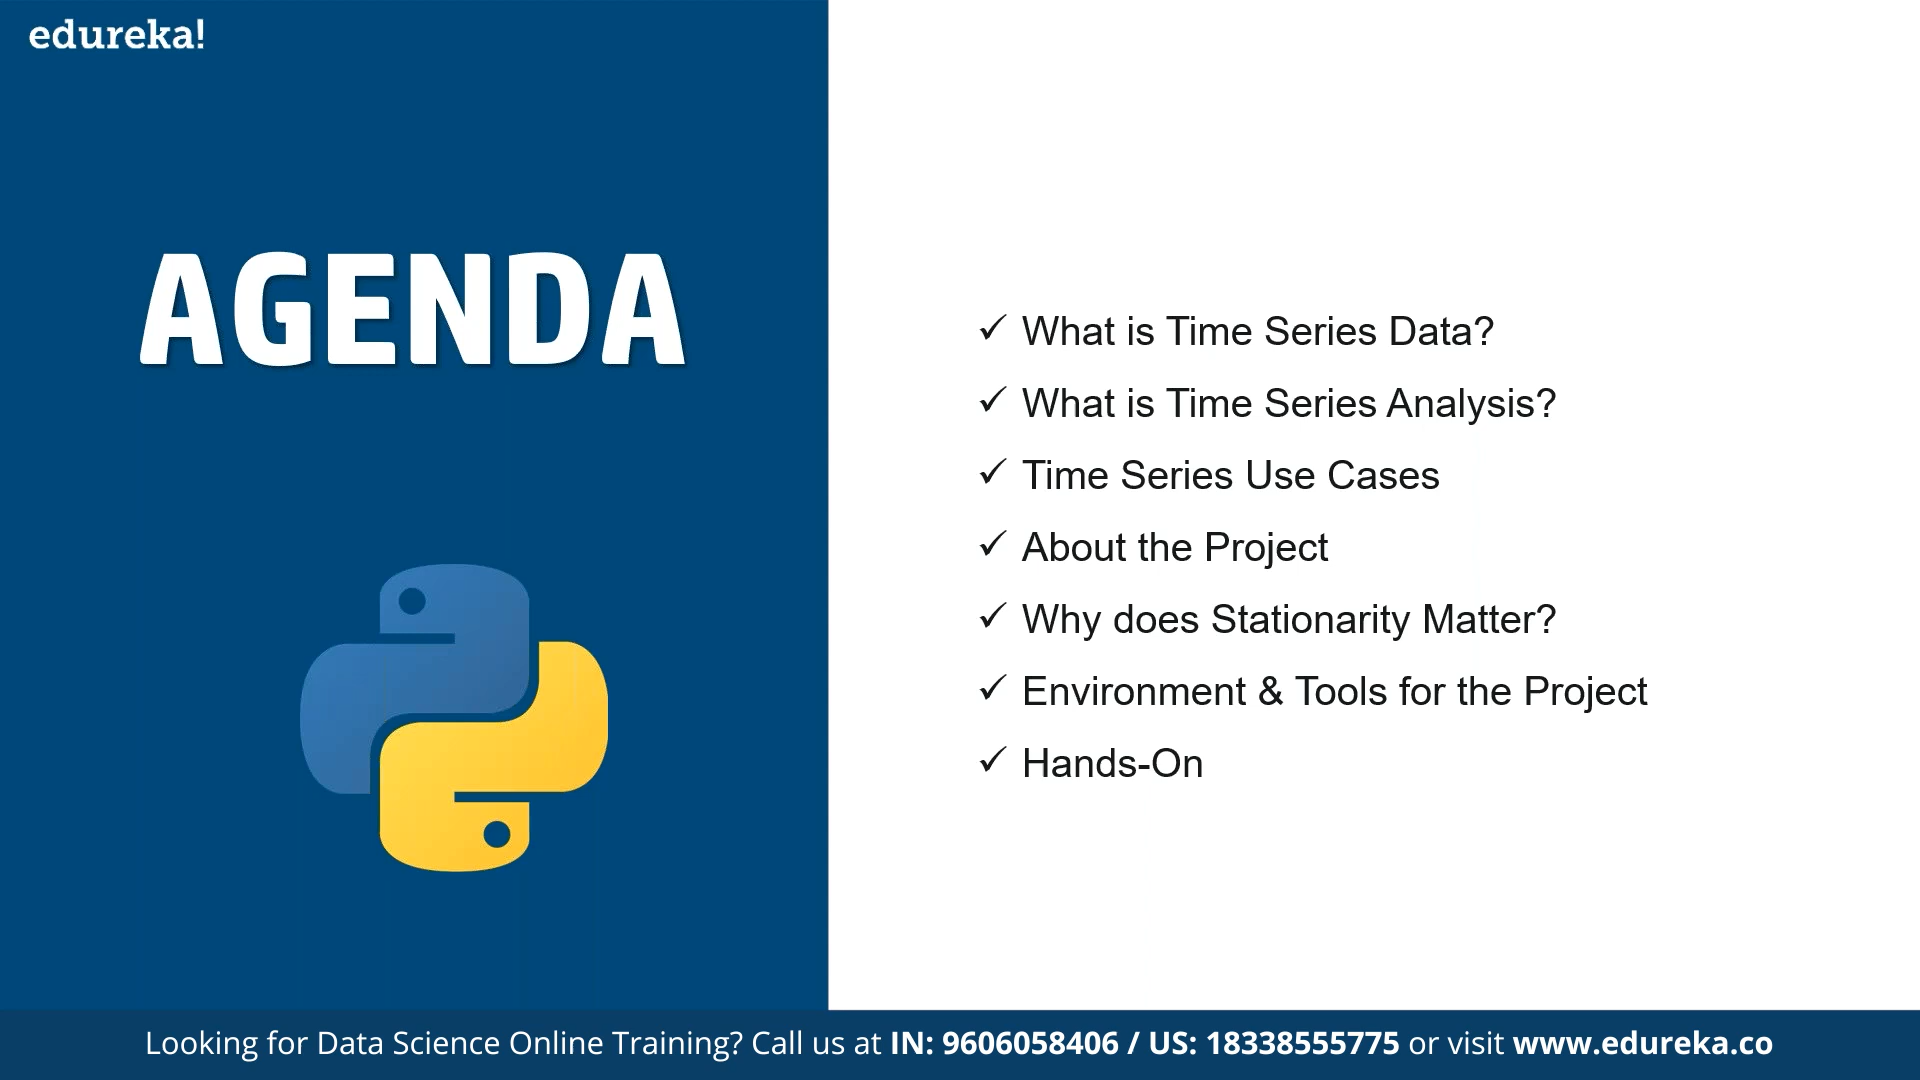 edureka!
AGENDA
✓ What is Time Series Data?
✓ What is Time Series Analysis?
✓ Time Series Use Cases
✓ About the Project
✓ Why does Stationarity Matter?
✓ Environment & Tools for the Project
✓ Hands-On
Looking for Data Science Online Training? Call us at IN: 9606058406 / US: 18338555775 or visit www.edureka.co